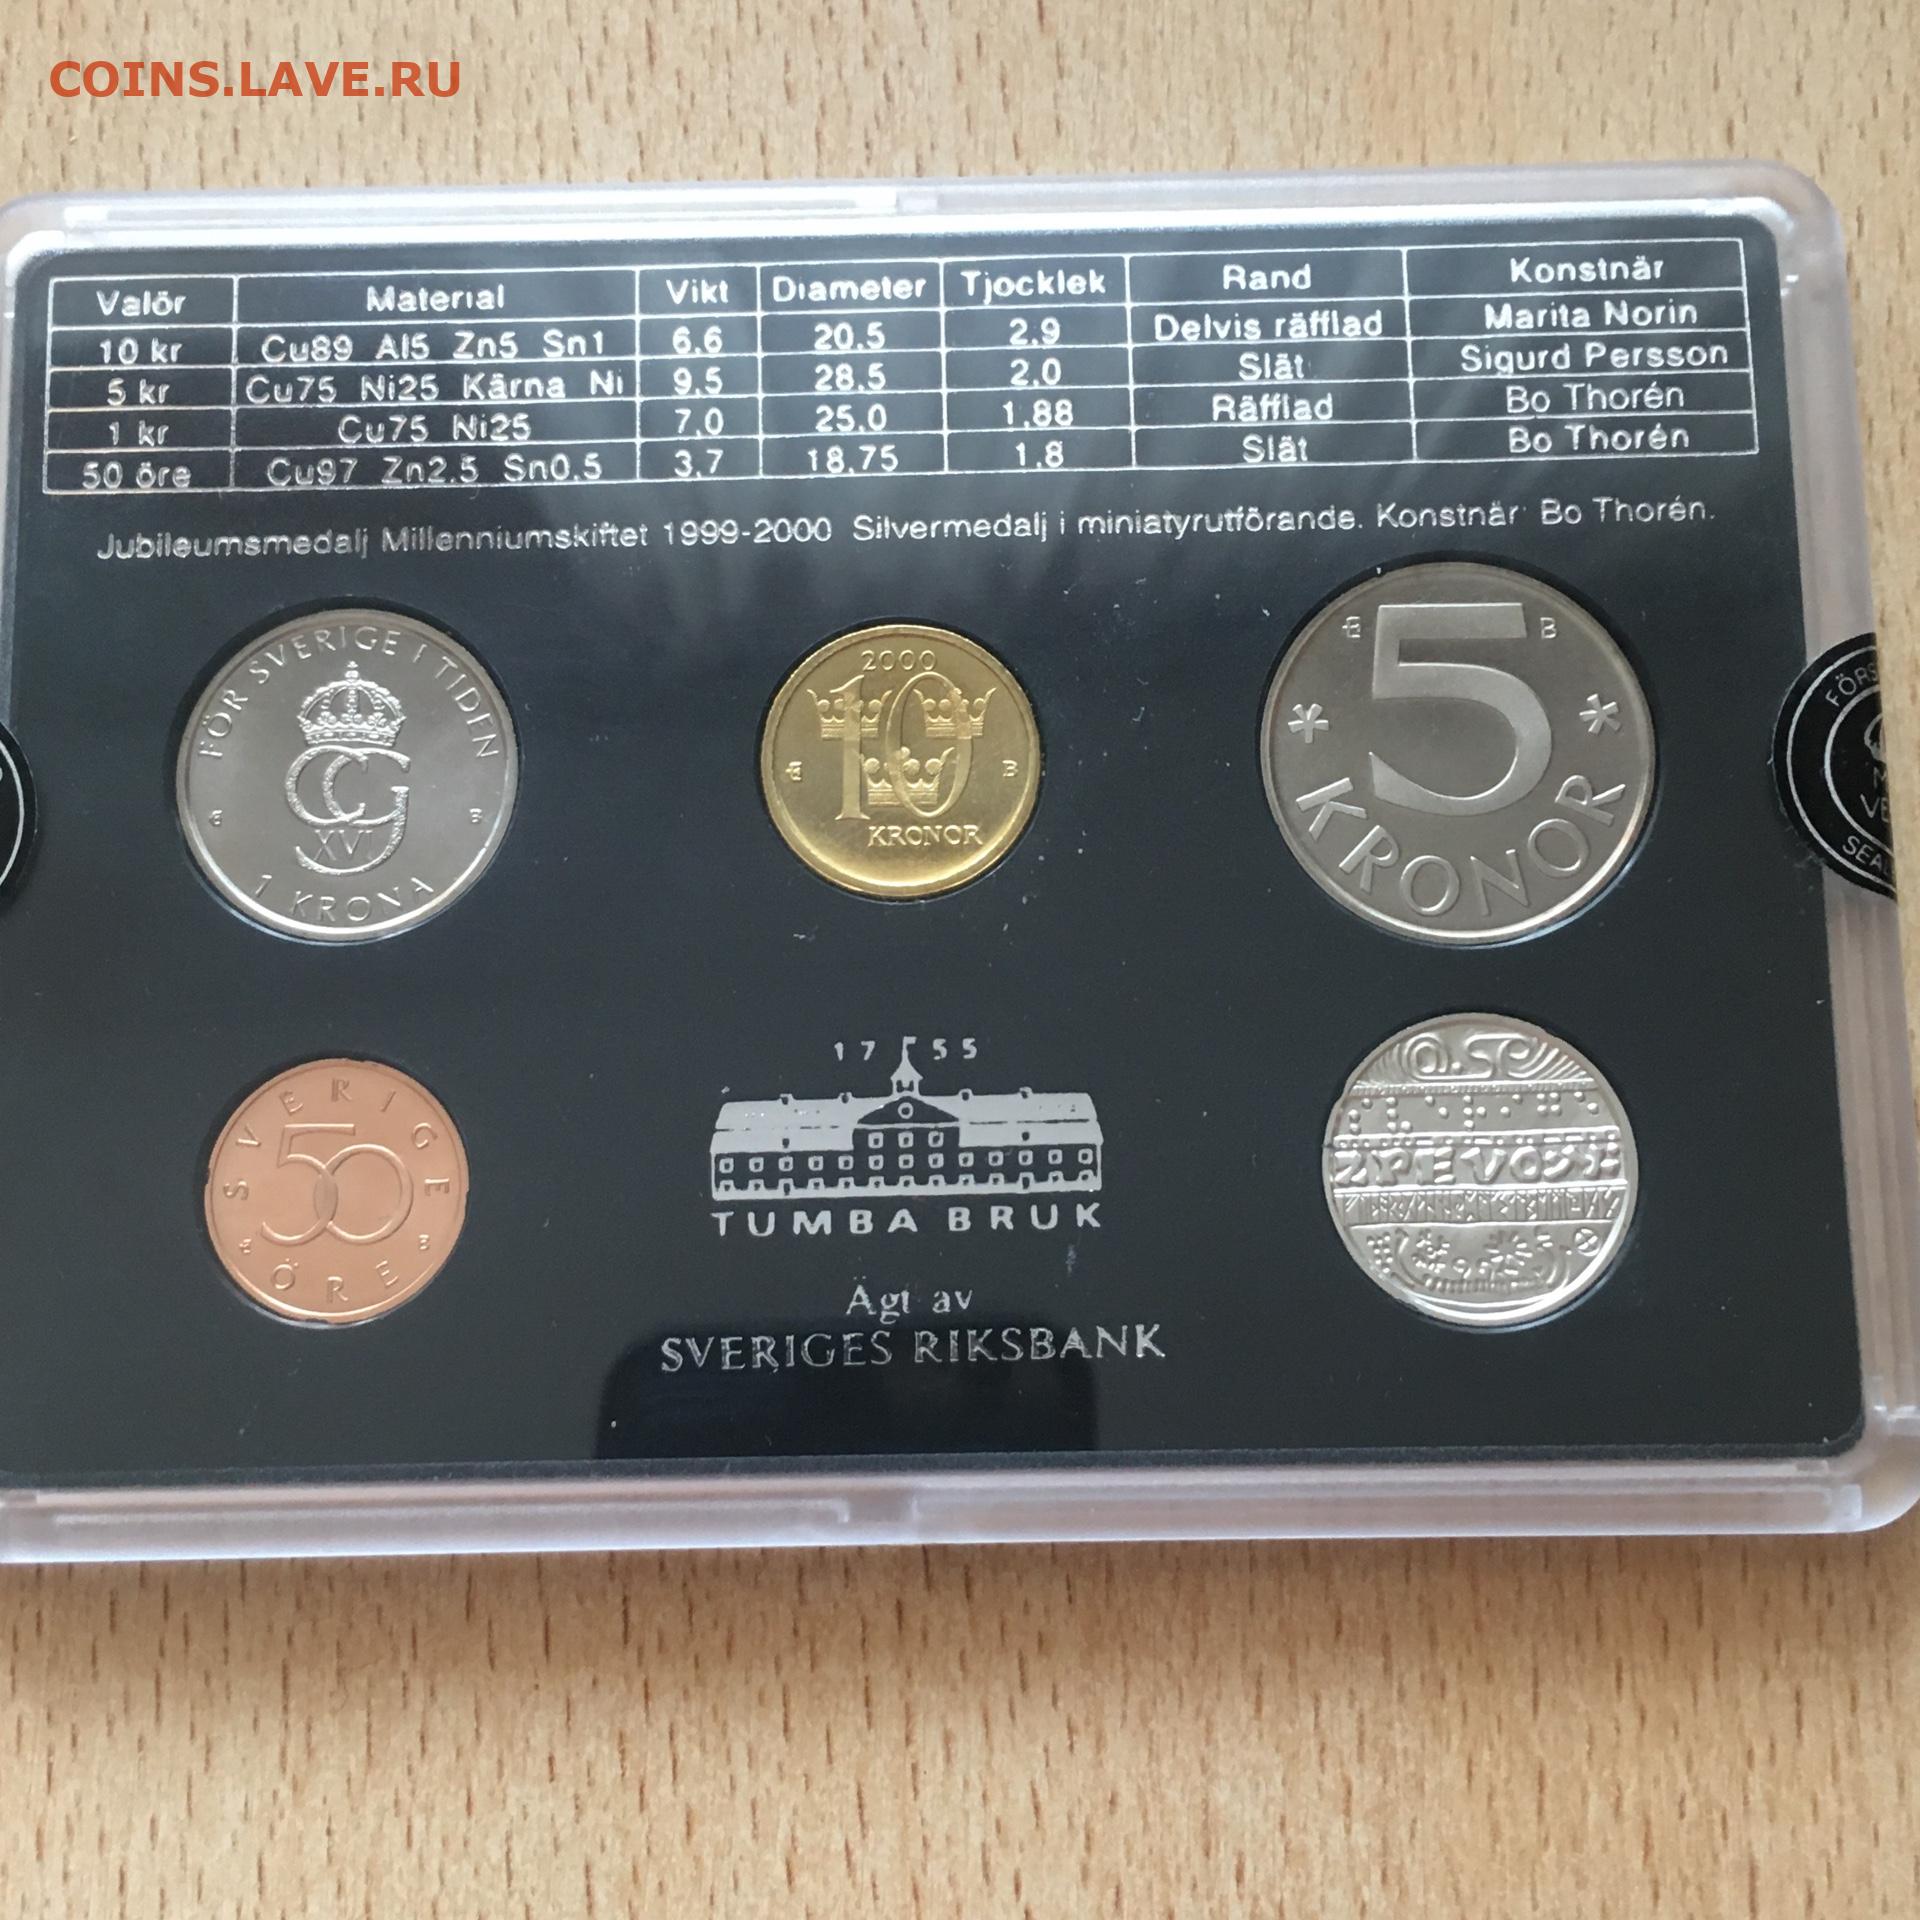 COINS.LAVE.RU
Valör Material Vikt Diameter Tjocklek Rand Konstnär
10 kr Cu89 Al5 Zn5 Sn1 6.6 20.5 2.9 Delvis räfflad Marita Norin
5 kr Cu75 Ni25 Kärna Ni 9.5 28.5 2.0 Slät Sigurd Persson
1 kr Cu75 Ni25 7.0 25.0 1.88 Räfflad Bo Thorén
50 öre Cu97 Zn2.5 Sn0.5 3.7 18.75 1.8 Slät Bo Thorén
Jubileumsmedalj Millenniumskiftet 1999-2000 Silvermedalj i miniatyrutförande. Konstnär Bo Thorén.
FÖR SVERIGE I TIDEN
CG
XVI
B
1 KRONA
2000
10
B
KRONOR
B
5
* *
KRONOR
FÖRS
VE
SEAL
SVERIGE
50
B
ÖRE
1755
TUMBA BRUK
Ägt av
SVERIGES RIKSBANK